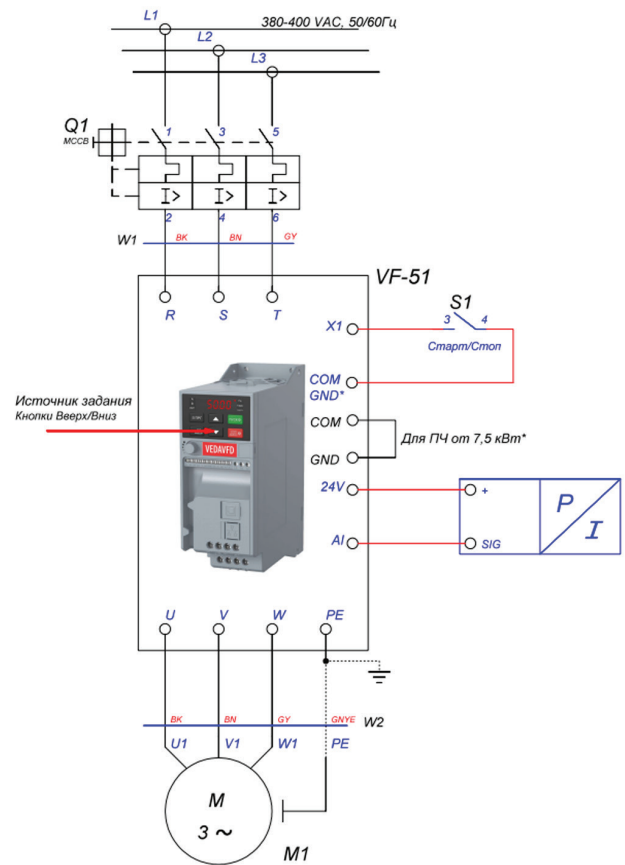 L1
380-400 VAC, 50/60Гц
L2
L3
Q1
MCCB
1 3 5
I> I> I>
2 4 6
W1 BK BN GY
VF-51
R S T
X1
S1
3 4
Старт/Стоп
COM
GND*
Источник задания
Кнопки Вверх/Вниз
5000
VEDAVFD
COM
GND
Для ПЧ от 7,5 кВт*
24V
+
P
I
AI
SIG
U V W PE
BK BN GY GNYE W2
U1 V1 W1 PE
M
3 ~
M1